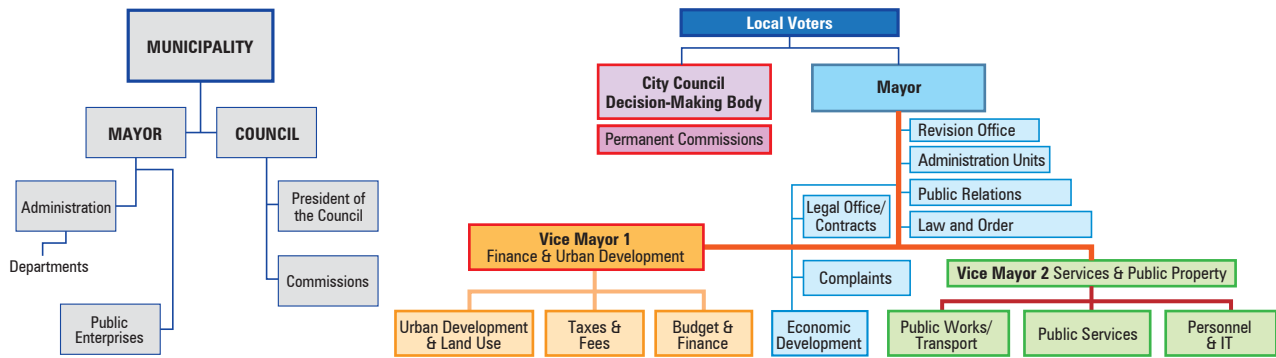 MUNICIPALITY
MAYOR
COUNCIL
Administration
Departments
Public
Enterprises
President of
the Council
Commissions
Local Voters
City Council
Decision-Making Body
Permanent Commissions
Mayor
Revision Office
Administration Units
Public Relations
Law and Order
Legal Office/
Contracts
Complaints
Economic
Development
Vice Mayor 1
Finance & Urban Development
Urban Development
& Land Use
Taxes &
Fees
Budget &
Finance
Vice Mayor 2 Services & Public Property
Public Works/
Transport
Public Services
Personnel
& IT